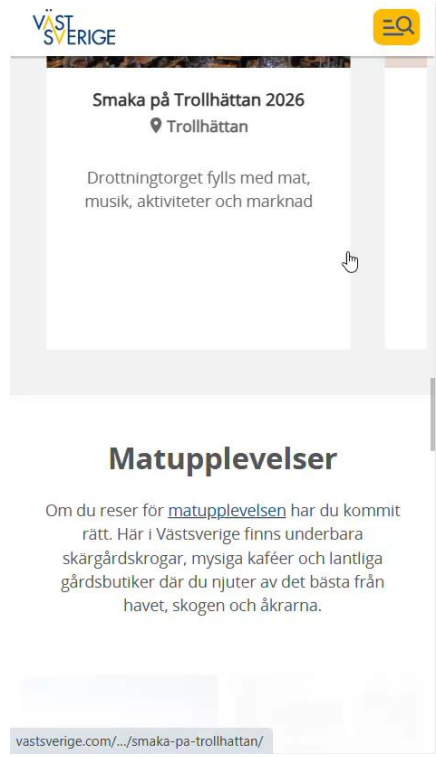 VÄST
SVERIGE
Smaka på Trollhättan 2026
Trollhättan
Drottningtorget fylls med mat,
musik, aktiviteter och marknad
Matupplevelser
Om du reser för matupplevelsen har du kommit
rätt. Här i Västsverige finns underbara
skärgårdskrogar, mysiga kaféer och lantliga
gårdsbutiker där du njuter av det bästa från
havet, skogen och åkrarna.
vastsverige.com/.../smaka-pa-trollhattan/